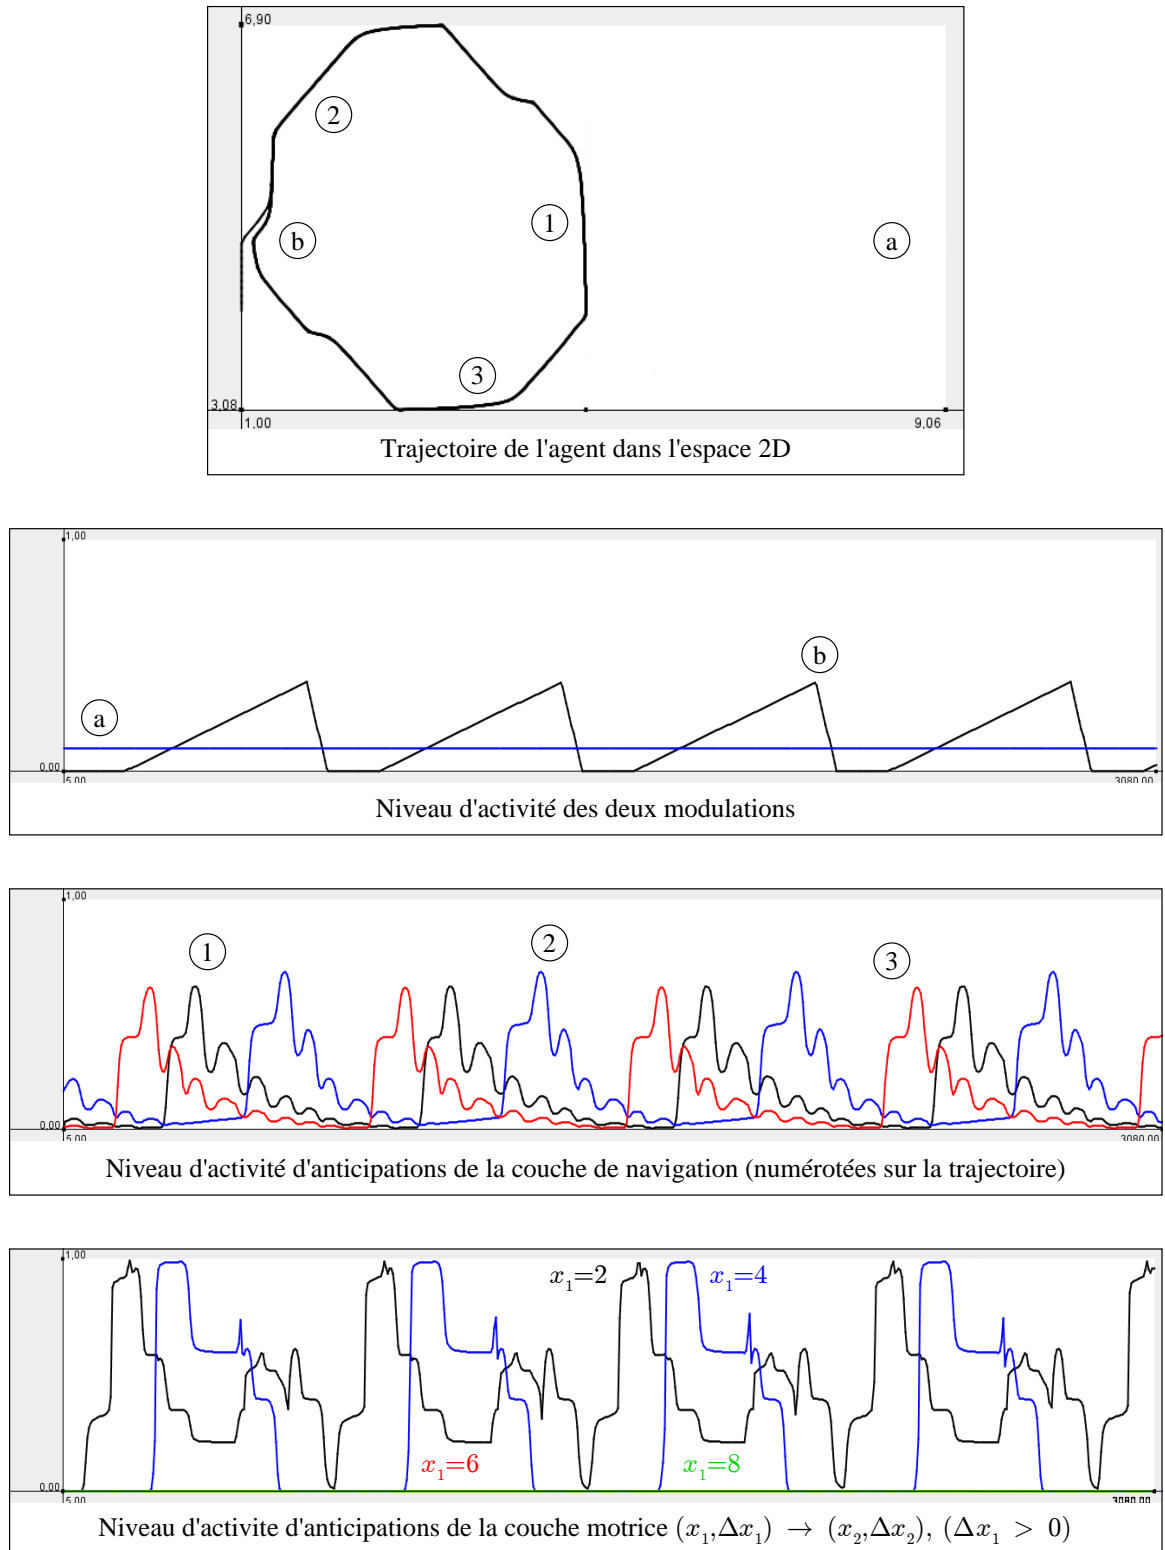 6,90
2
1
b
a
3
3,08
1,00
9,06
Trajectoire de l'agent dans l'espace 2D
1,00
b
a
0,00
5,00
3080,00
Niveau d'activité des deux modulations
1,00
1
2
3
0,00
5,00
3080,00
Niveau d'activité d'anticipations de la couche de navigation (numérotées sur la trajectoire)
1,00
x₁=2
x₁=4
x₁=6
x₁=8
0,00
5,00
3080,00
Niveau d'activite d'anticipations de la couche motrice (x₁,Δx₁) → (x₂,Δx₂), (Δx₁ > 0)